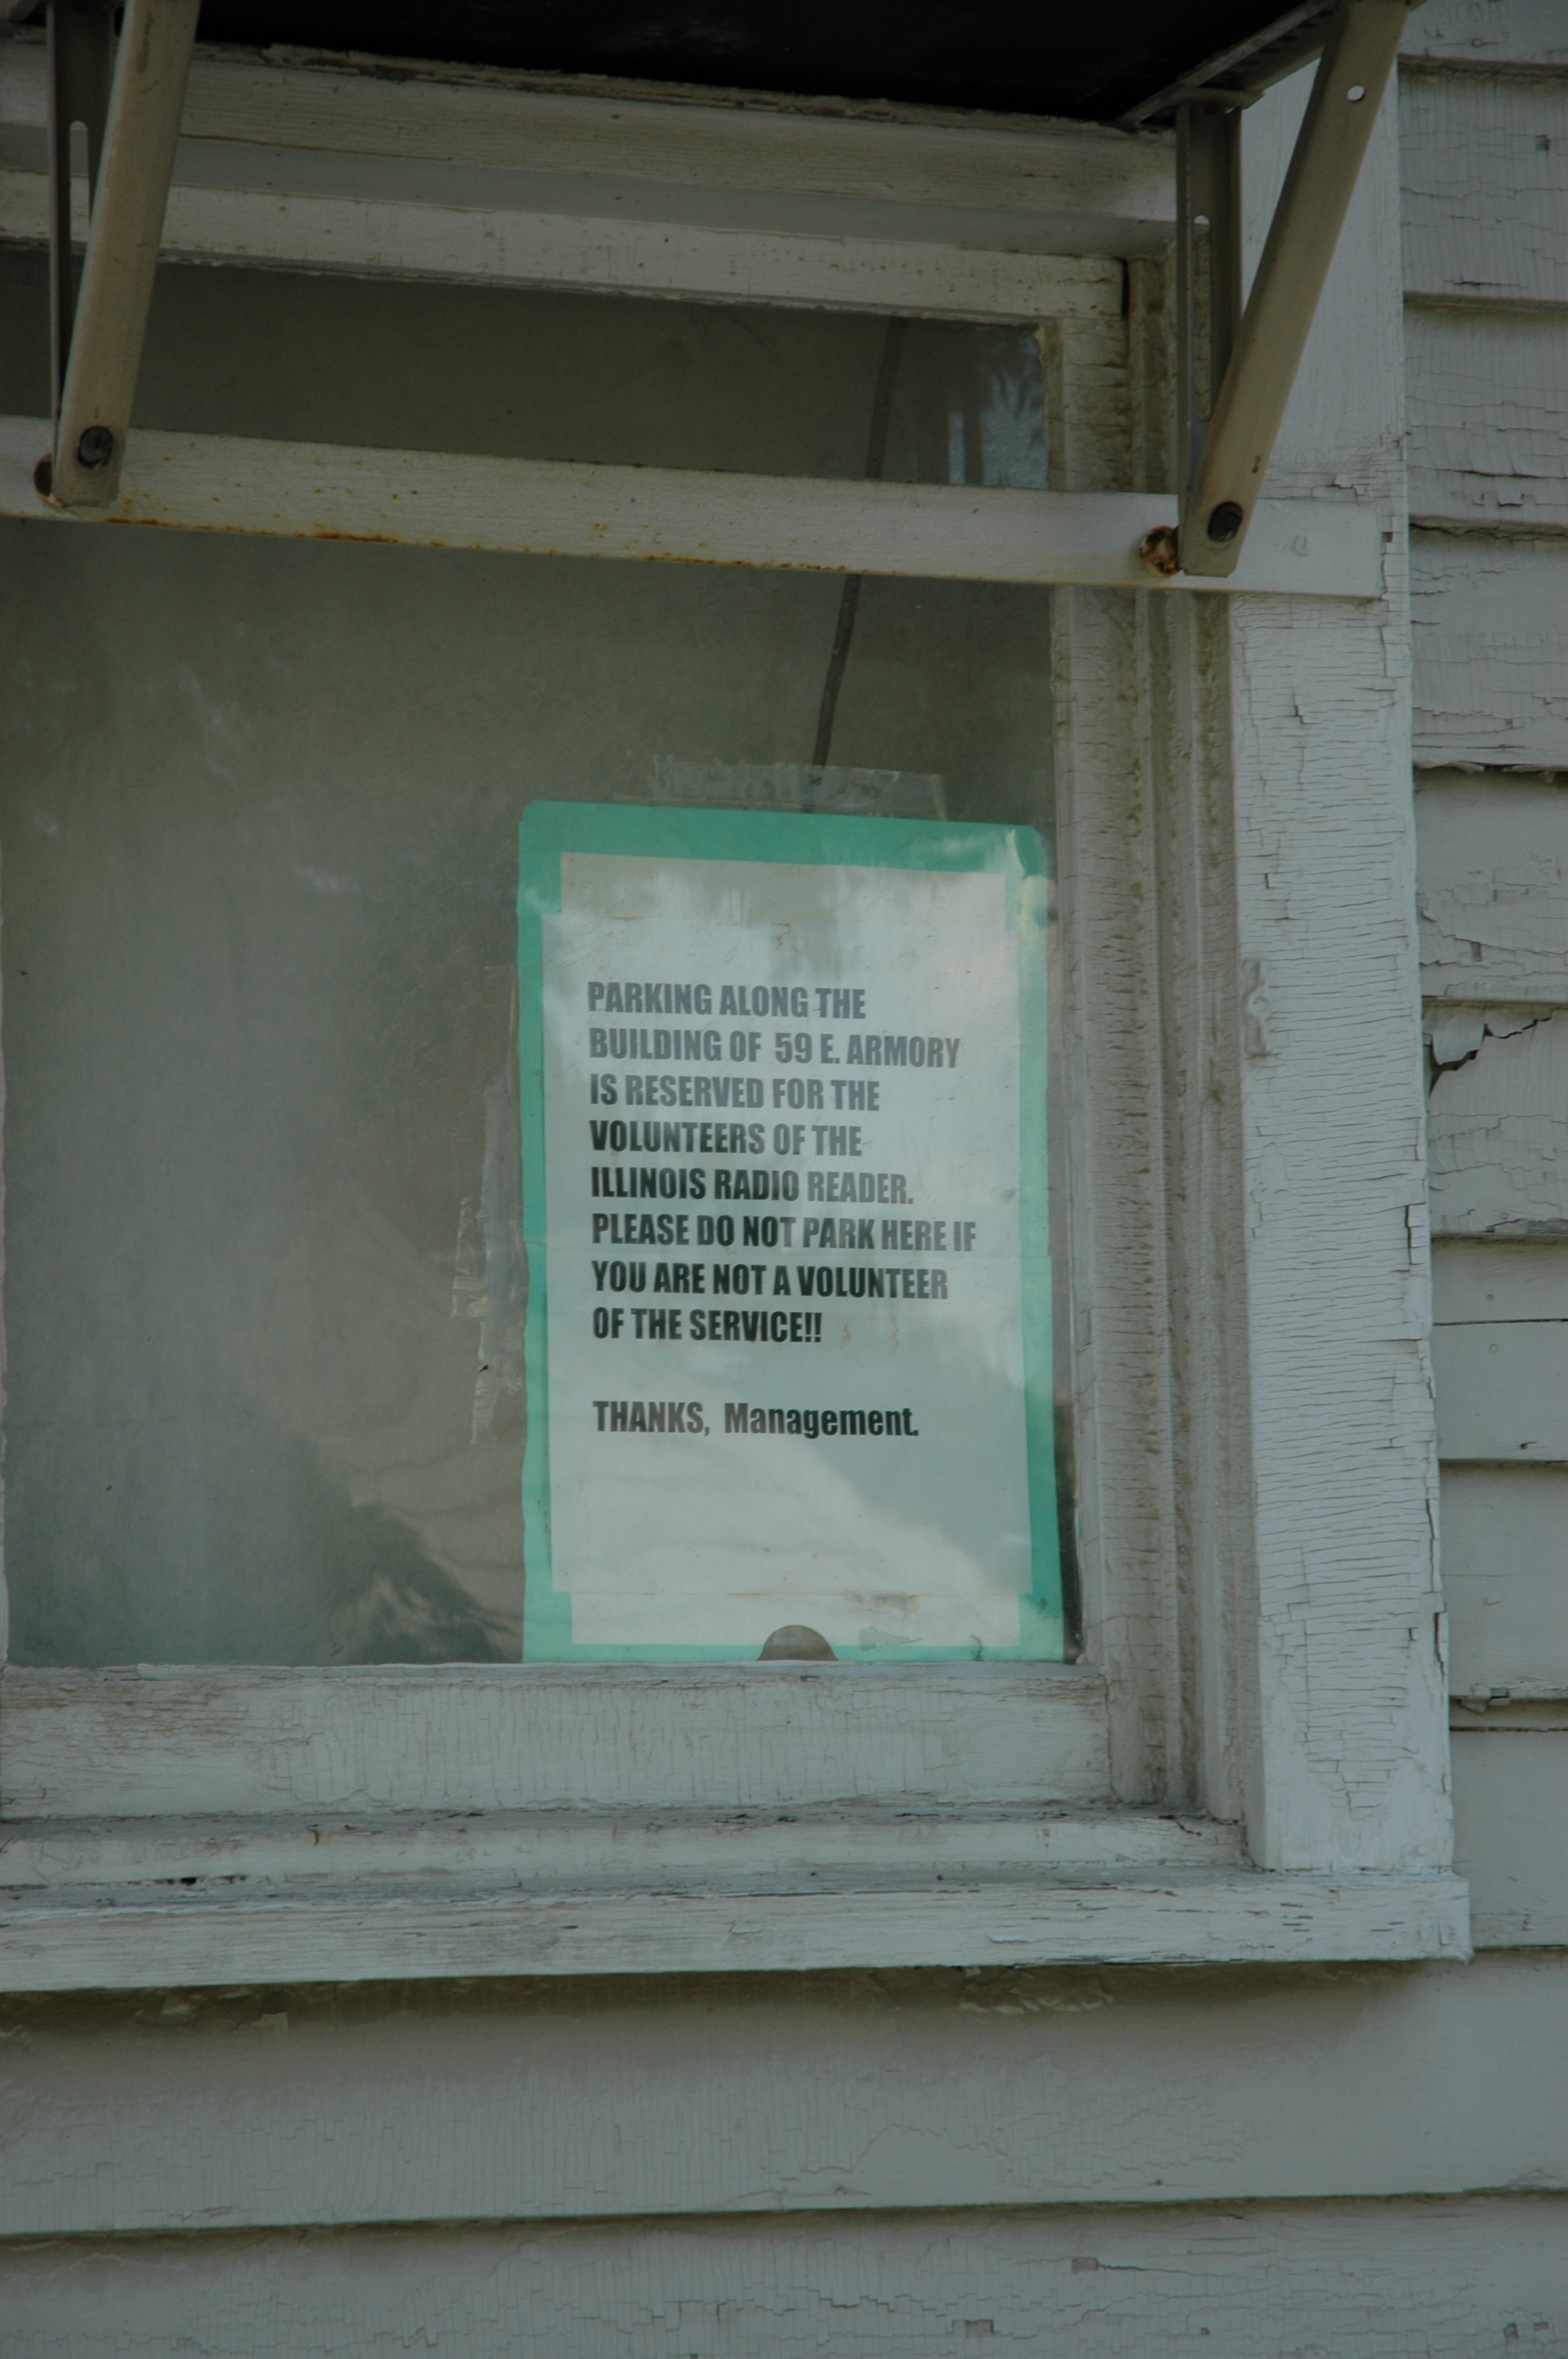 PARKING ALONG THE
BUILDING OF 59 E. ARMORY
IS RESERVED FOR THE
VOLUNTEERS OF THE
ILLINOIS RADIO READER.
PLEASE DO NOT PARK HERE IF
YOU ARE NOT A VOLUNTEER
OF THE SERVICE!!
THANKS, Management.